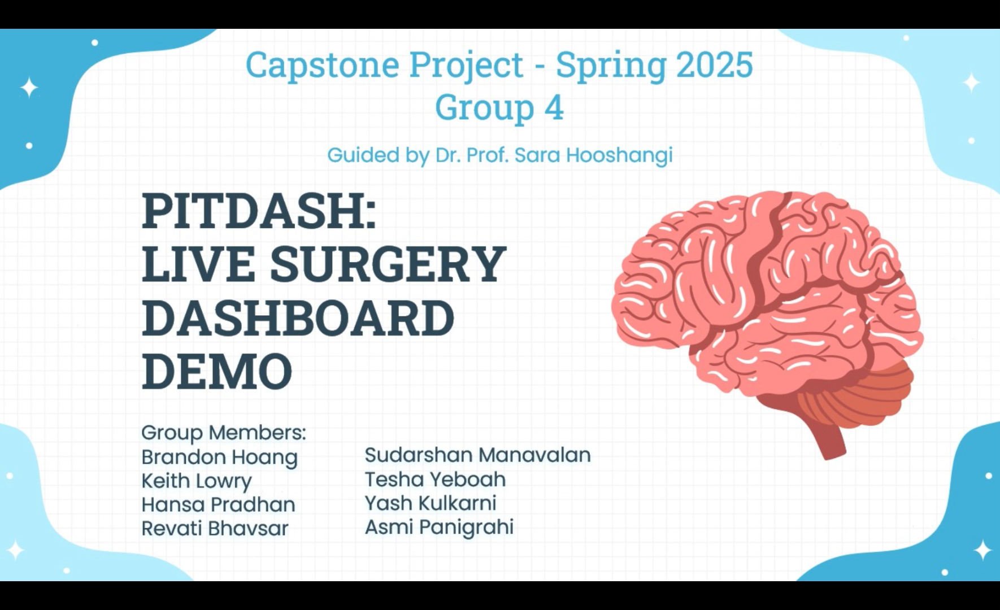 Capstone Project - Spring 2025
Group 4
Guided by Dr. Prof. Sara Hooshangi
PITDASH:
LIVE SURGERY
DASHBOARD
DEMO
Group Members:
Brandon Hoang
Keith Lowry
Hansa Pradhan
Revati Bhavsar
Sudarshan Manavalan
Tesha Yeboah
Yash Kulkarni
Asmi Panigrahi